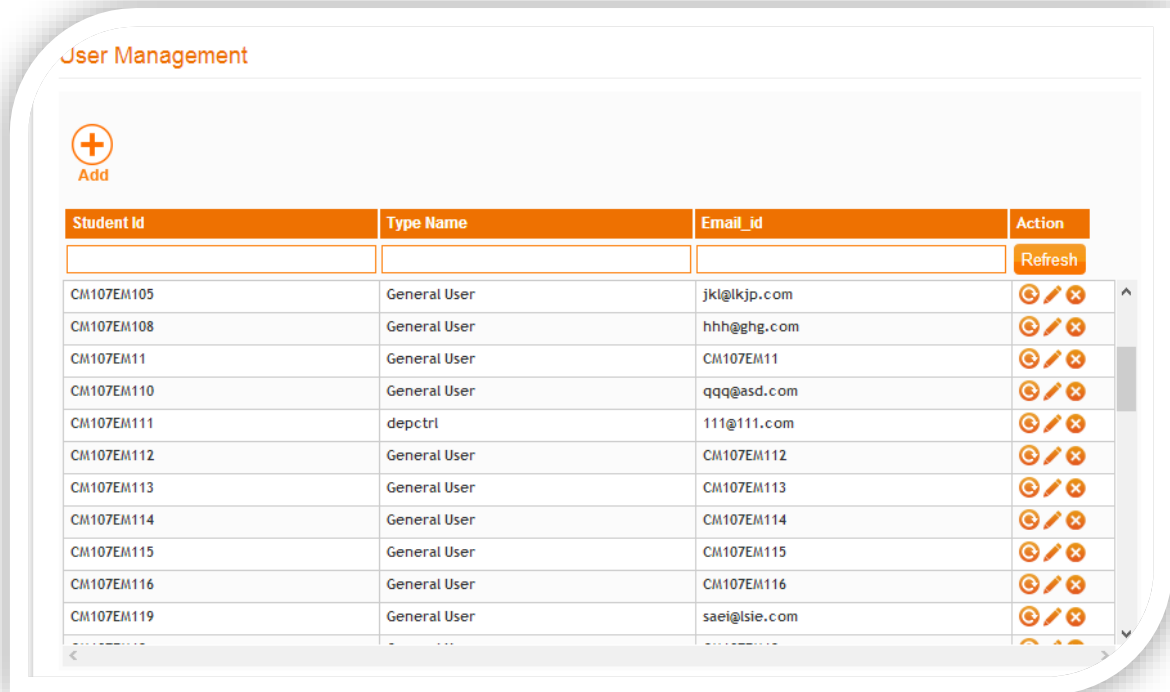 User Management
Add
Student Id Type Name Email_id Action
Refresh
CM107EM105 General User jkl@lkjp.com
CM107EM108 General User hhh@ghg.com
CM107EM11 General User CM107EM11
CM107EM110 General User qqq@asd.com
CM107EM111 depctrl 111@111.com
CM107EM112 General User CM107EM112
CM107EM113 General User CM107EM113
CM107EM114 General User CM107EM114
CM107EM115 General User CM107EM115
CM107EM116 General User CM107EM116
CM107EM119 General User saei@lsie.com